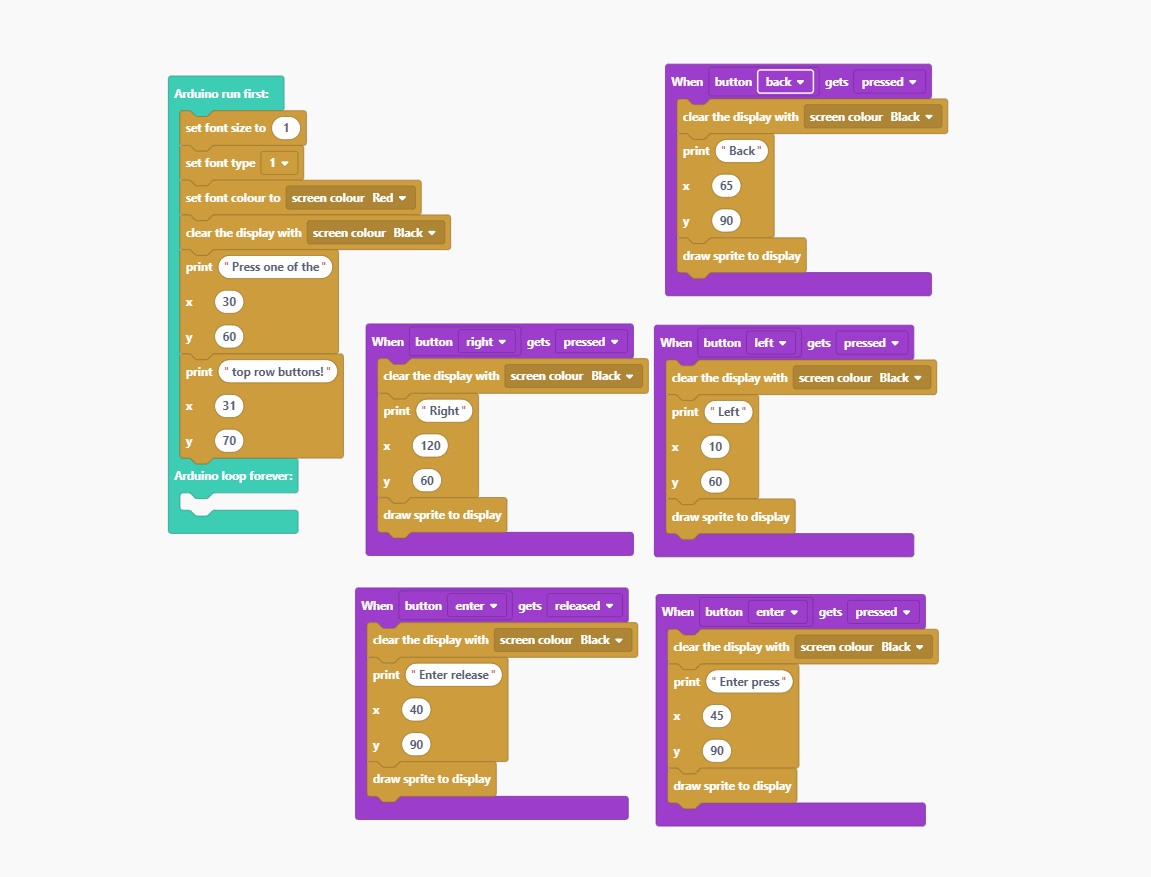 Arduino run first:
set font size to 1
set font type 1
set font colour to screen colour Red
clear the display with screen colour Black
print " Press one of the "
x 30
y 60
print " top row buttons! "
x 31
y 70
Arduino loop forever:
When button back gets pressed
clear the display with screen colour Black
print " Back "
x 65
y 90
draw sprite to display
When button right gets pressed
clear the display with screen colour Black
print " Right "
x 120
y 60
draw sprite to display
When button left gets pressed
clear the display with screen colour Black
print " Left "
x 10
y 60
draw sprite to display
When button enter gets released
clear the display with screen colour Black
print " Enter release "
x 40
y 90
draw sprite to display
When button enter gets pressed
clear the display with screen colour Black
print " Enter press "
x 45
y 90
draw sprite to display